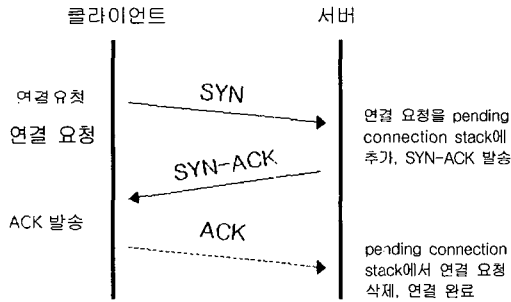 클라이언트
서버
연결 요청
SYN
연결 요청
연결 요청을 pending
connection stack에
추가, SYN-ACK 발송
SYN-ACK
ACK 발송
ACK
pending connection
stack에서 연결 요청
삭제, 연결 완료